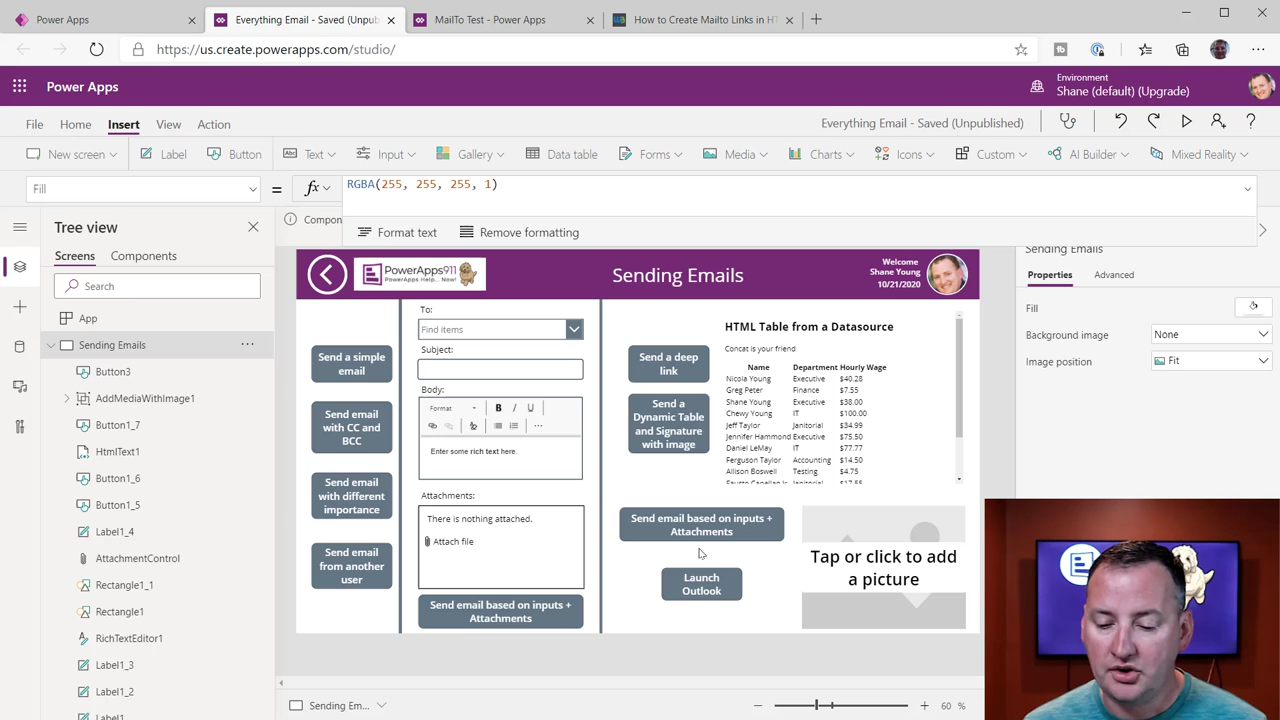 Power Apps
Everything Email - Saved (Unpubl
MailTo Test - Power Apps
How to Create Mailto Links in HT
https://us.create.powerapps.com/studio/
Power Apps
Environment
Shane (default) (Upgrade)
File
Home
Insert
View
Action
Everything Email - Saved (Unpublished)
New screen
Label
Button
Text
Input
Gallery
Data table
Forms
Media
Charts
Icons
Custom
AI Builder
Mixed Reality
Fill
=
fx
RGBA(255, 255, 255, 1)
Format text
Remove formatting
Compon
Tree view
Screens
Components
Search
App
Sending Emails
Button3
AddMediaWithImage1
Button1_7
HtmlText1
Button1_6
Button1_5
Label1_4
AttachmentControl
Rectangle1_1
Rectangle1
RichTextEditor1
Label1_3
Label1_2
Label1
PowerApps911
PowerApps Help... Now!
Sending Emails
Welcome
Shane Young
10/21/2020
Send a simple
email
Send email
with CC and
BCC
Send email
with different
importance
Send email
from another
user
To:
Find items
Subject:
Body:
Format
B I U
Enter some rich text here.
Attachments:
There is nothing attached.
Attach file
Send email based on inputs +
Attachments
Send a deep
link
Send a
Dynamic Table
and Signature
with image
HTML Table from a Datasource
Concat is your friend
Name Department Hourly Wage
Nicola Young Executive $40.28
Greg Peter Finance $7.55
Shane Young Executive $38.00
Chewy Young IT $100.00
Jeff Taylor Janitorial $34.99
Jennifer Hammond Executive $75.50
Daniel LeMay IT $77.77
Ferguson Taylor Accounting $14.50
Allison Boswell Testing $4.75
Send email based on inputs +
Attachments
Launch
Outlook
Tap or click to add
a picture
Sending Emails
Properties
Advanced
Fill
Background image
None
Image position
Fit
Sending Em...
60 %